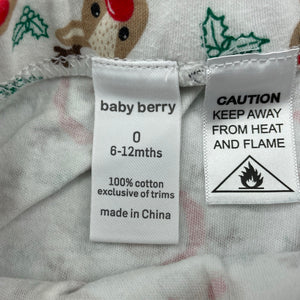 baby berry
0
6-12mths
100% cotton
exclusive of trims
made in China
CAUTION
KEEP AWAY
FROM HEAT
AND FLAME